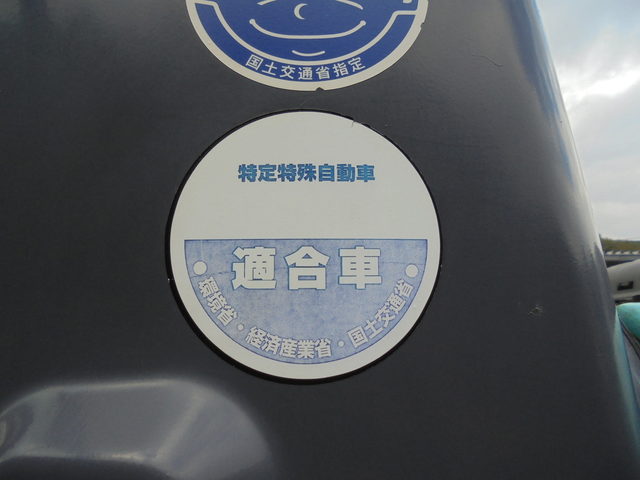 国土交通省指定
特定特殊自動車
適合車
環境省・経済産業省・国土交通省